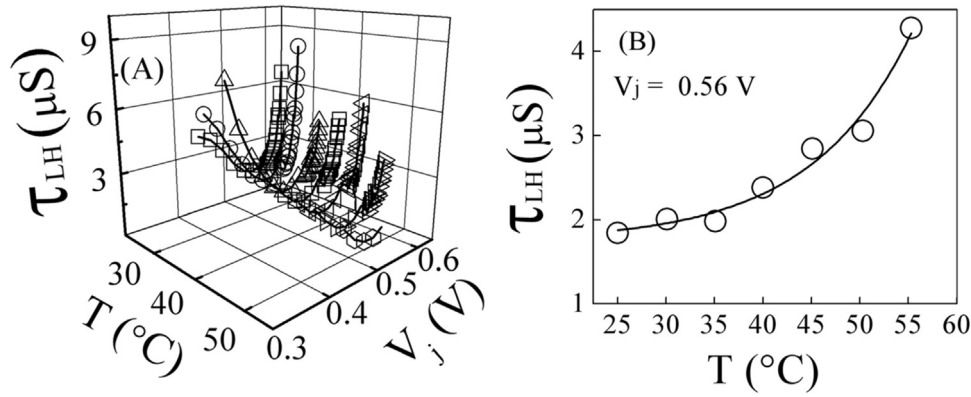 9
(A)
6
3
τLH (μS)
30
40
50
T (°C)
0.3
0.4
0.5
0.6
Vj (V)
4
(B)
Vj = 0.56 V
3
2
1
τLH (μS)
25 30 35 40 45 50 55 60
T (°C)